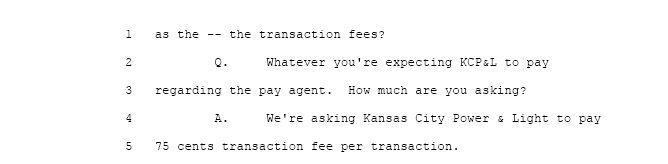 1 as the -- the transaction fees?
2 Q. Whatever you're expecting KCP&L to pay
3 regarding the pay agent. How much are you asking?
4 A. We're asking Kansas City Power & Light to pay
5 75 cents transaction fee per transaction.